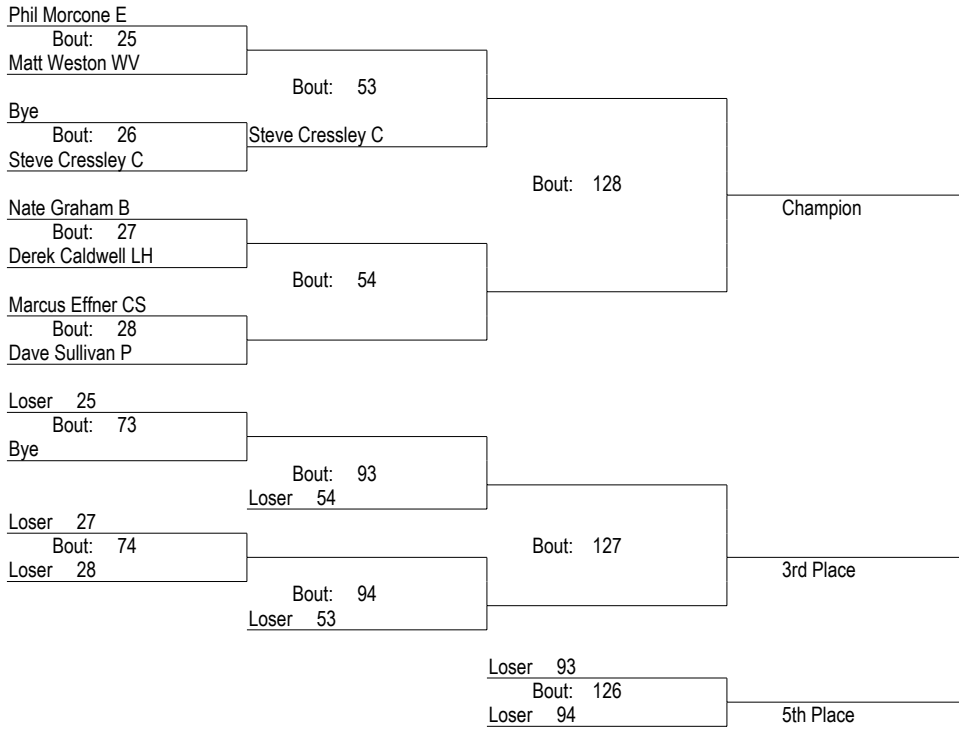 Phil Morcone E
Bout: 25
Matt Weston WV
Bout: 53
Bye
Bout: 26
Steve Cressley C
Steve Cressley C
Bout: 128
Nate Graham B
Champion
Bout: 27
Derek Caldwell LH
Bout: 54
Marcus Effner CS
Bout: 28
Dave Sullivan P
Loser 25
Bout: 73
Bye
Bout: 93
Loser 54
Loser 27
Bout: 74
Bout: 127
Loser 28
3rd Place
Bout: 94
Loser 53
Loser 93
Bout: 126
Loser 94
5th Place